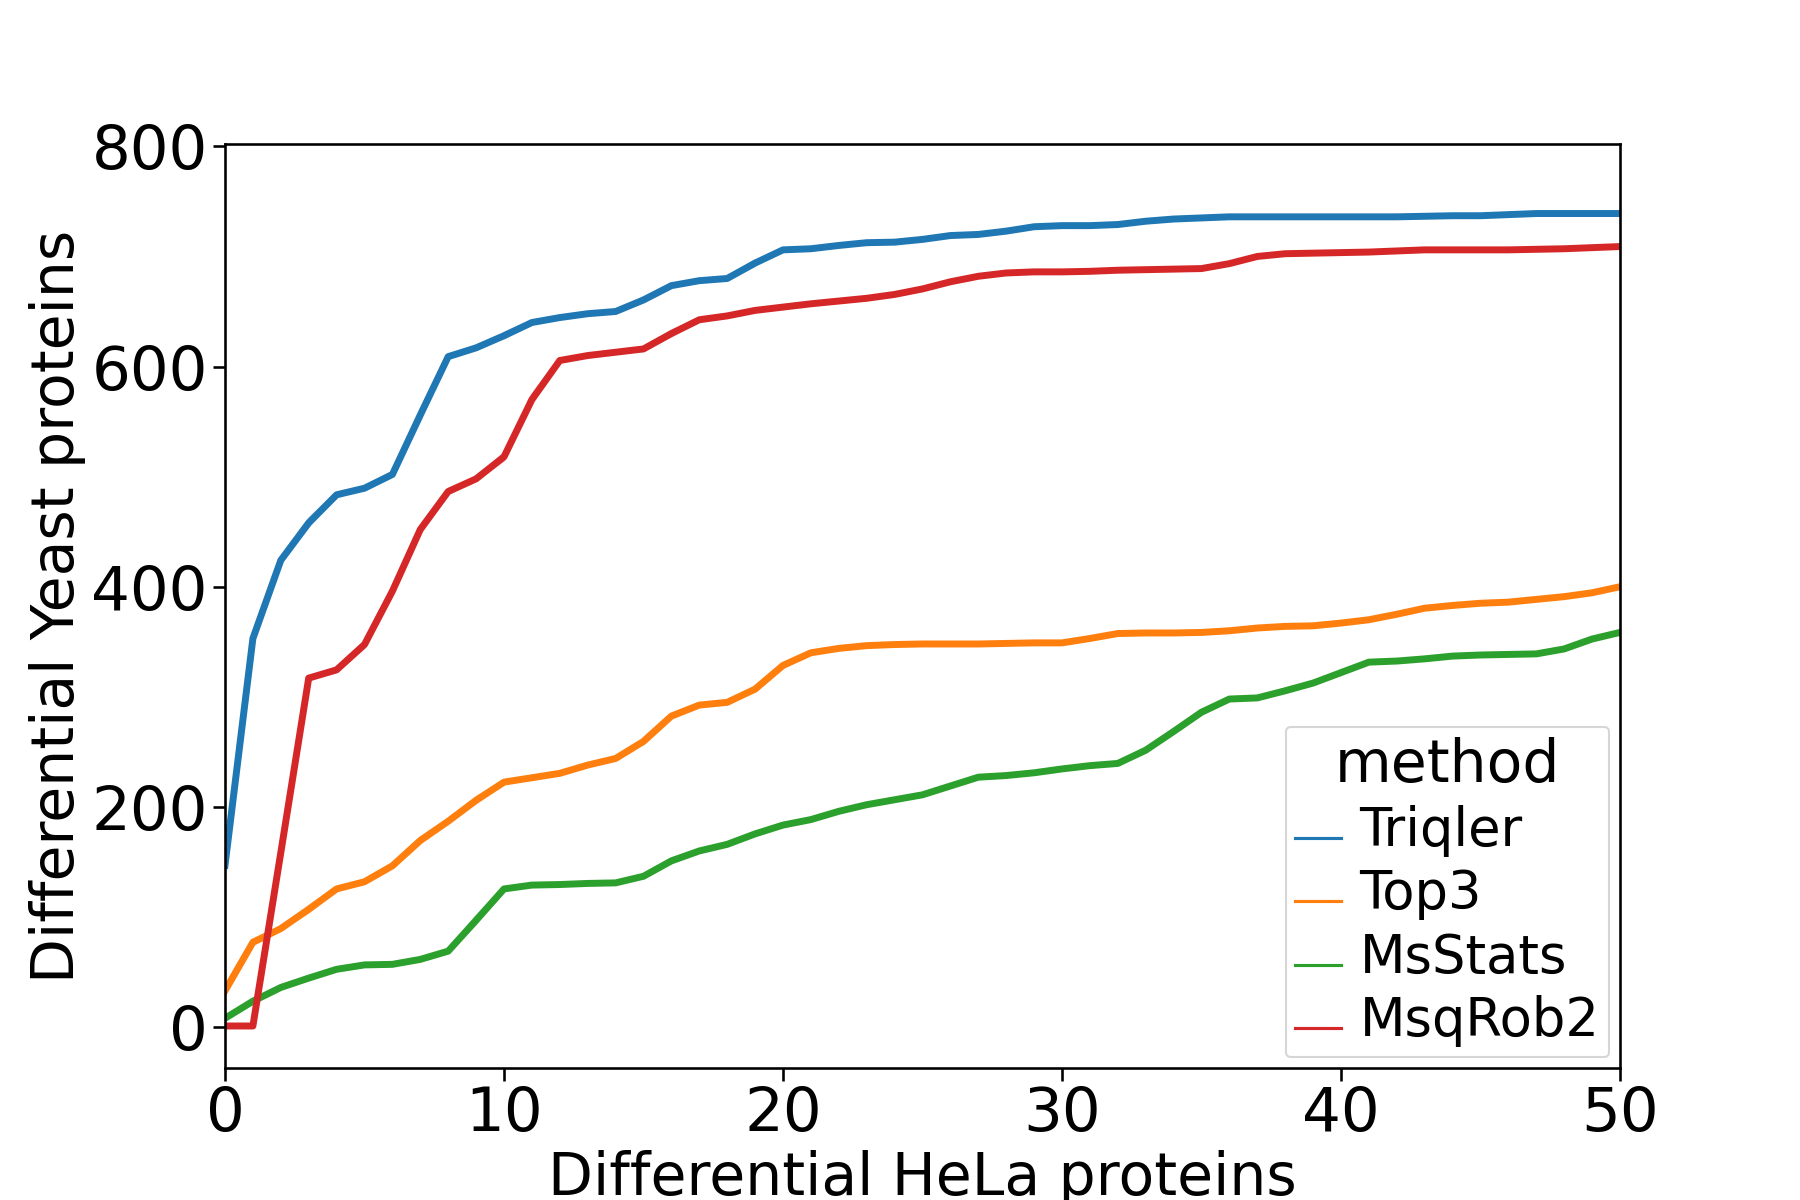 800
600
400
200
0
Differential Yeast proteins
method
Triqler
Top3
MsStats
MsqRob2
0 10 20 30 40 50
Differential HeLa proteins